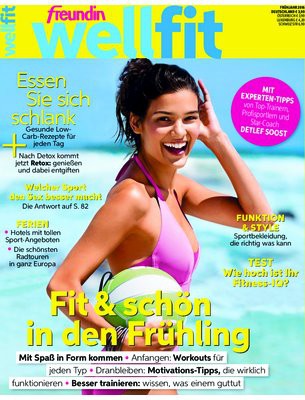 wellfit
freundin
wellfit
FRÜHJAHR 2015
DEUTSCHLAND € 3,90
Essen
Sie sich
schlank
Gesunde Low-
Carb-Rezepte für
jeden Tag
+
Nach Detox kommt
jetzt Retox: genießen
und dabei entgiften
MIT
EXPERTEN-TIPPS
von Top-Trainern,
Profisportlern und
Star-Coach
DETLEF SOOST
Welcher Sport
den Sex besser macht
Die Antwort auf S. 82
FERIEN
• Hotels mit tollen
Sport-Angeboten
• Die schönsten
Radtouren
in ganz Europa
FUNKTION
& STYLE
Sportbekleidung,
die richtig was kann
TEST
Wie hoch ist Ihr
Fitness-IQ?
Fit & schön
in den Frühling
Mit Spaß in Form kommen • Anfangen: Workouts für
jeden Typ • Dranbleiben: Motivations-Tipps, die wirklich
funktionieren • Besser trainieren: wissen, was einem guttut